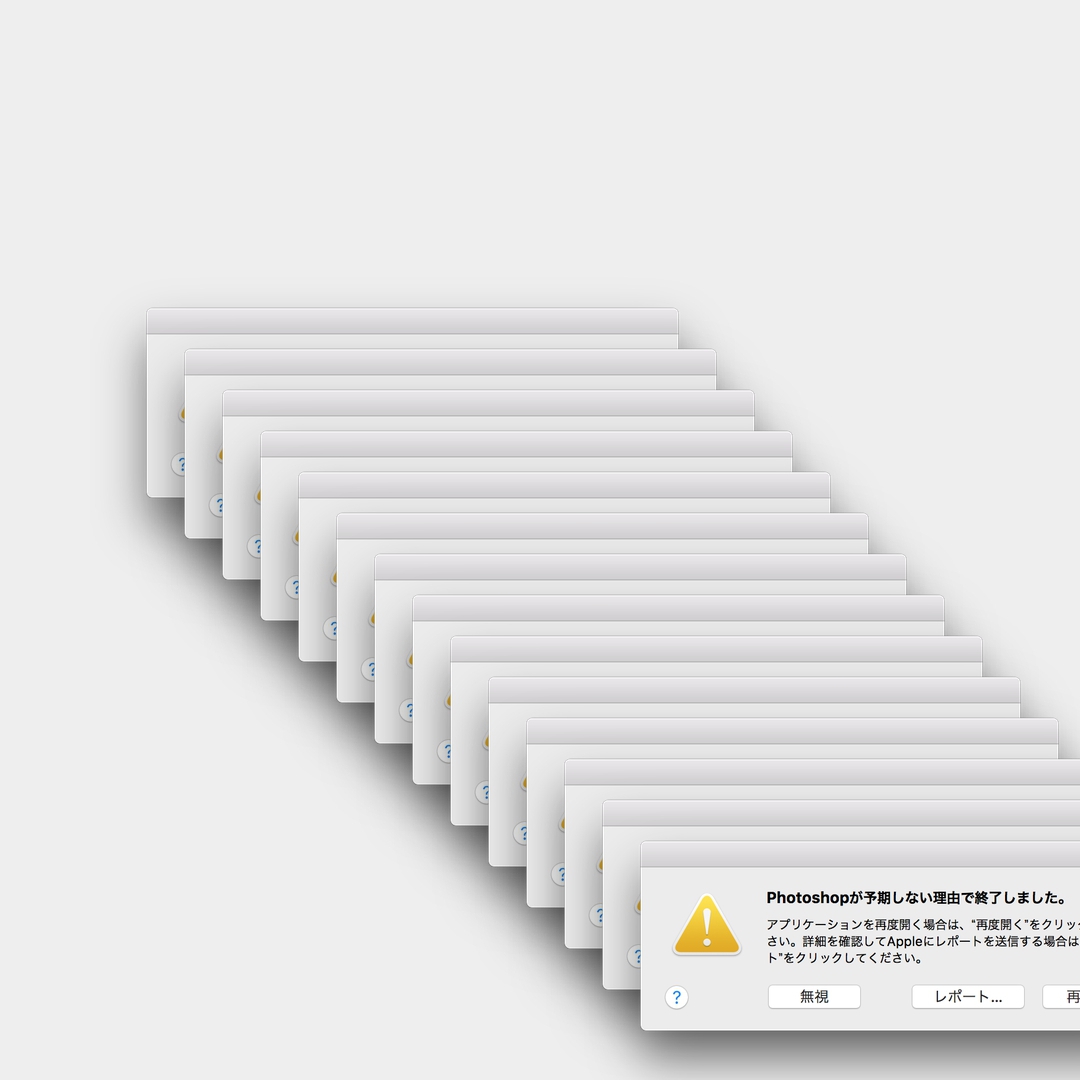 Photoshopが予期しない理由で終了しました。
アプリケーションを再度開く場合は、“再度開く”をクリッ
さい。詳細を確認してAppleにレポートを送信する場合は
ト”をクリックしてください。
?
無視
レポート...
再